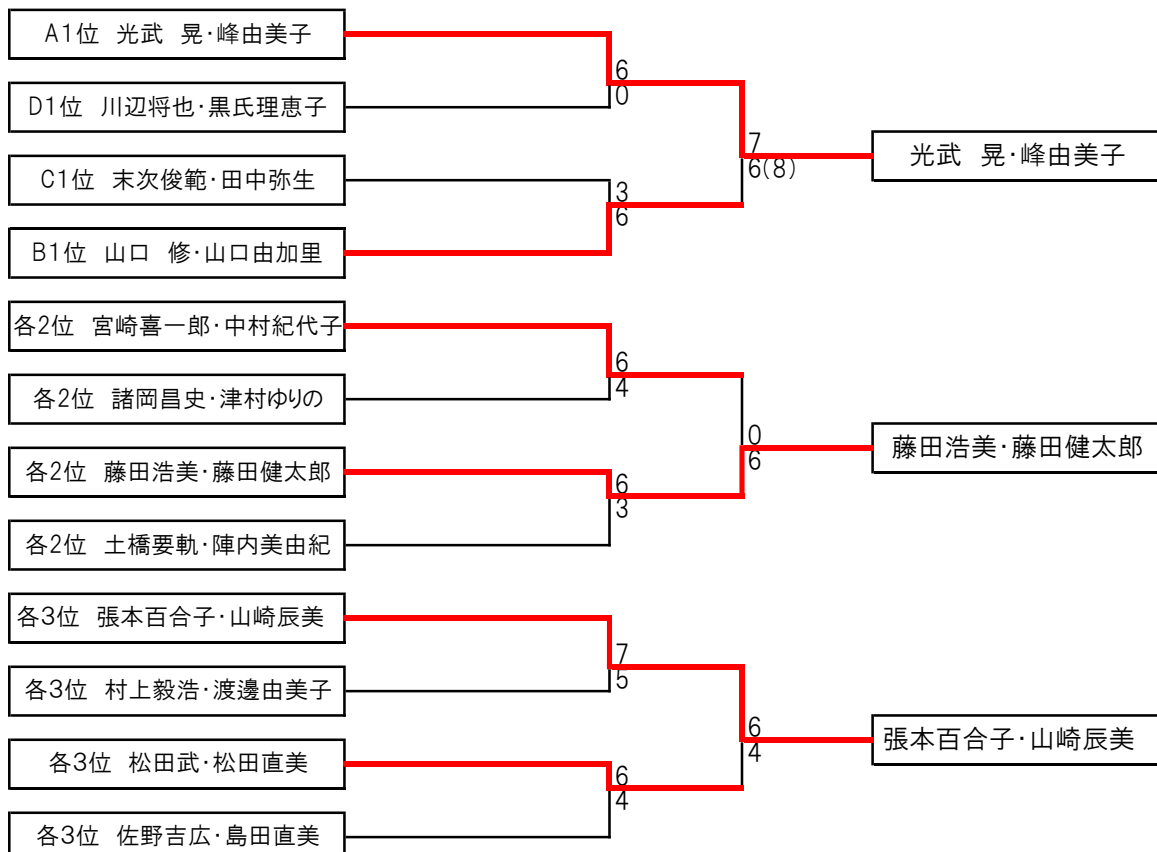 A1位 光武 晃･峰由美子
6
0
D1位 川辺将也･黒氏理恵子
7
6(8)
光武 晃･峰由美子
C1位 末次俊範･田中弥生
3
6
B1位 山口 修･山口由加里
各2位 宮崎喜一郎･中村紀代子
6
4
各2位 諸岡昌史･津村ゆりの
0
6
藤田浩美･藤田健太郎
各2位 藤田浩美･藤田健太郎
6
3
各2位 土橋要軌･陣内美由紀
各3位 張本百合子･山崎辰美
7
5
各3位 村上毅浩･渡邊由美子
6
4
張本百合子･山崎辰美
各3位 松田武･松田直美
6
4
各3位 佐野吉広･島田直美